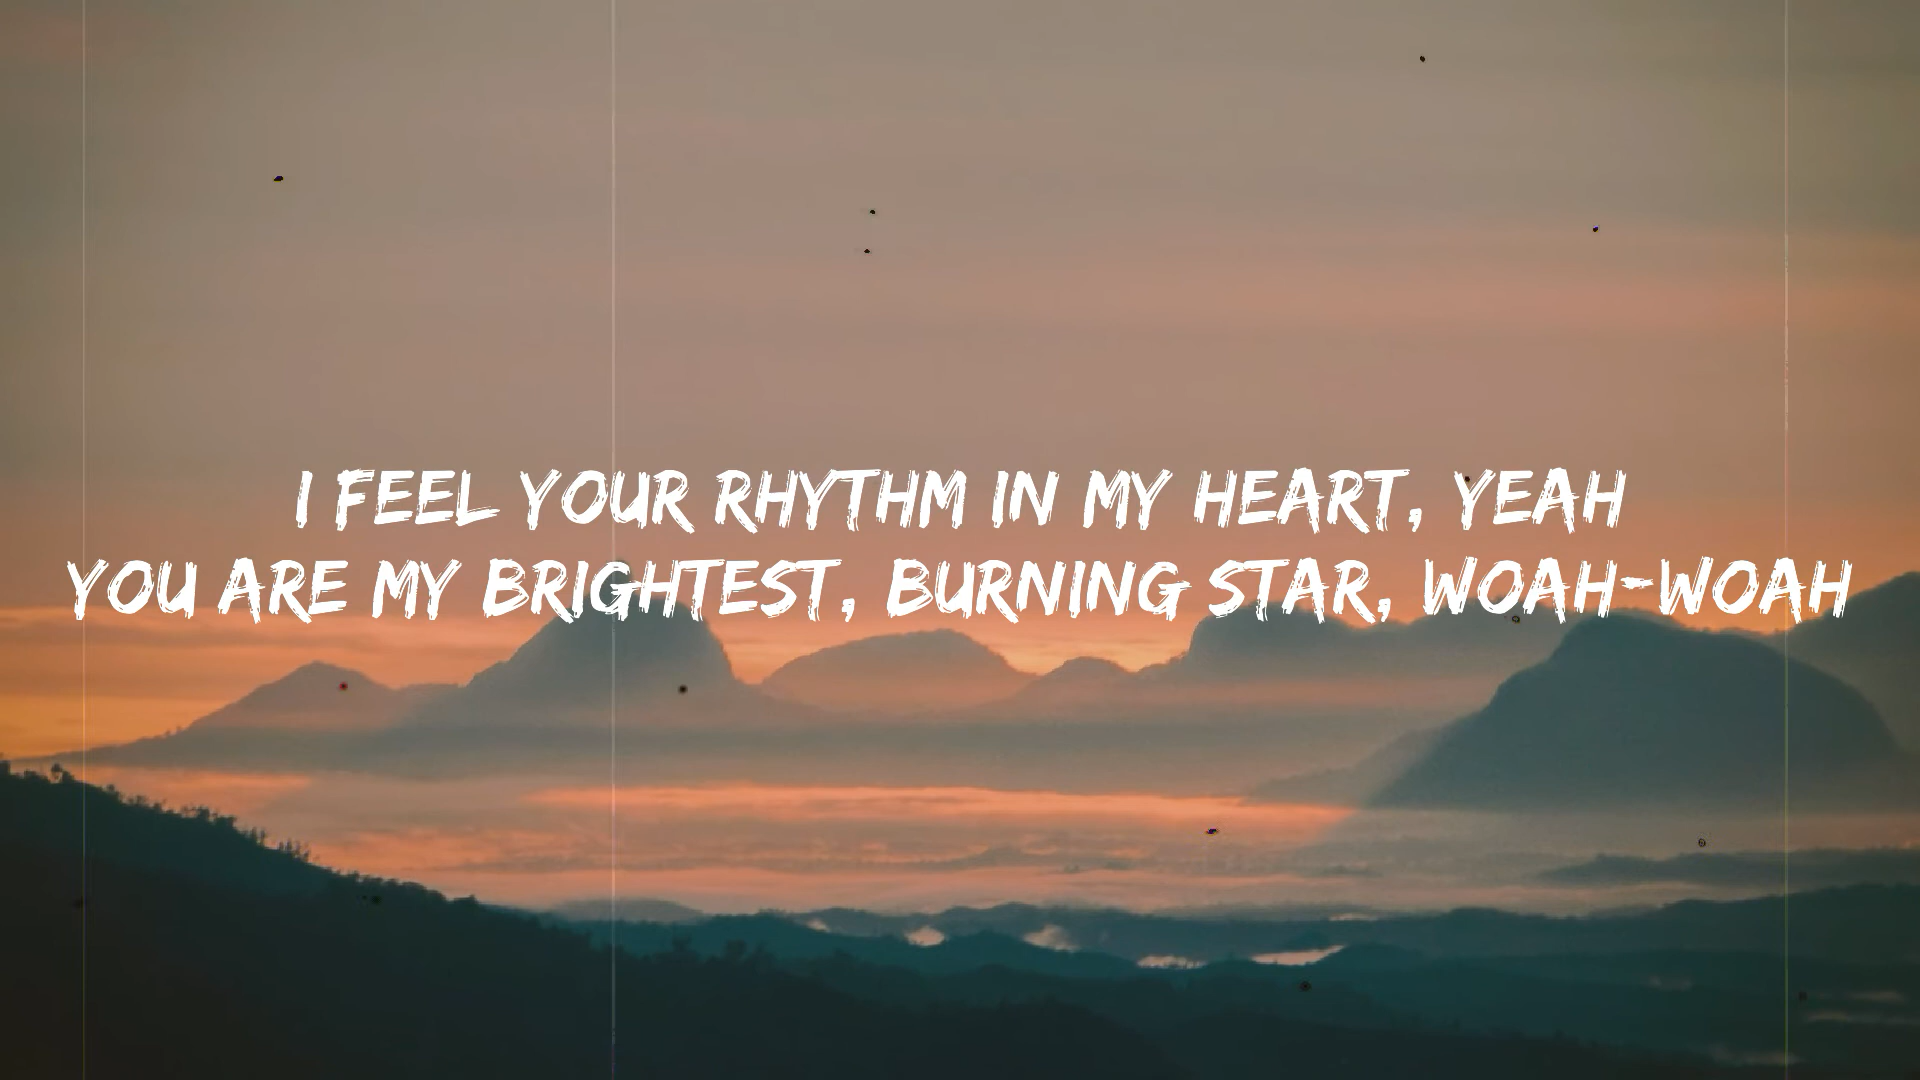 I FEEL YOUR RHYTHM IN MY HEART, YEAH
YOU ARE MY BRIGHTEST, BURNING STAR, WOAH-WOAH